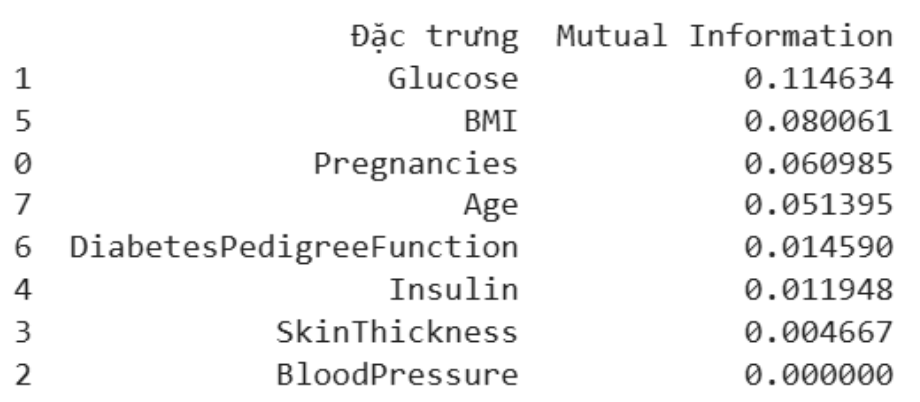 Đặc trưng Mutual Information
1 Glucose 0.114634
5 BMI 0.080061
0 Pregnancies 0.060985
7 Age 0.051395
6 DiabetesPedigreeFunction 0.014590
4 Insulin 0.011948
3 SkinThickness 0.004667
2 BloodPressure 0.000000